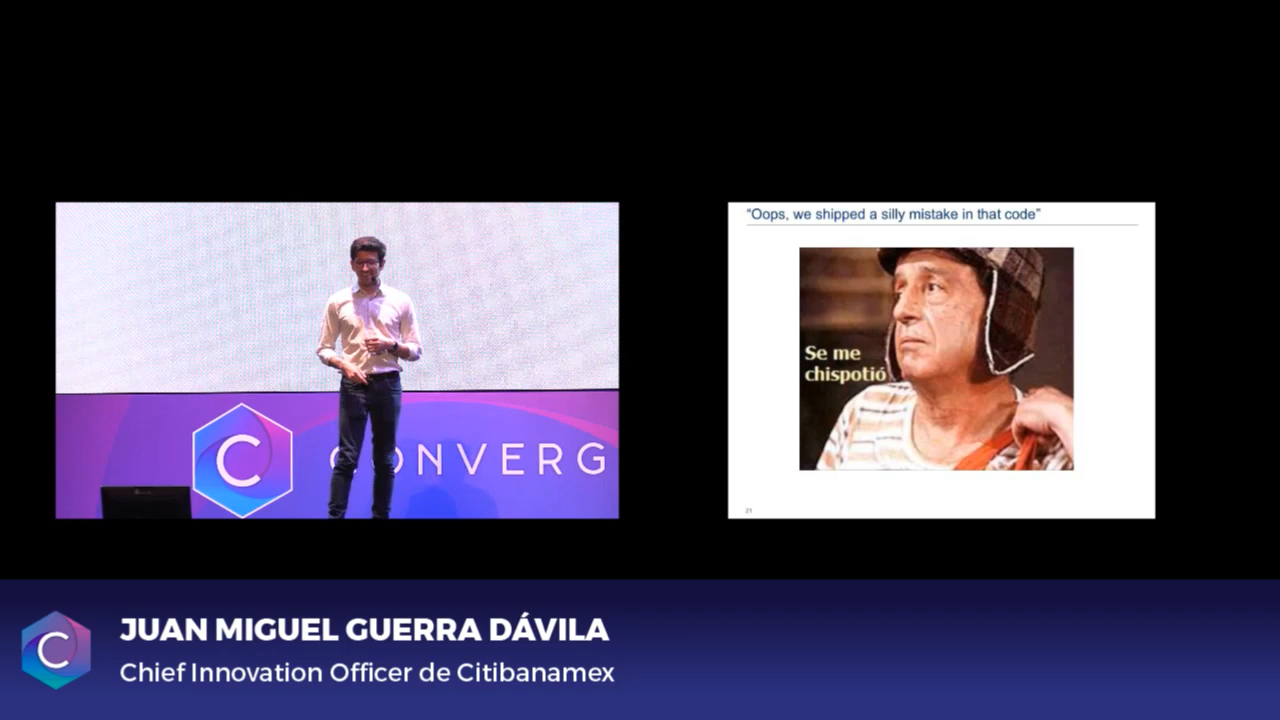 "Oops, we shipped a silly mistake in that code"
Se me
chispotió
21
C
CONVERG
C
JUAN MIGUEL GUERRA DÁVILA
Chief Innovation Officer de Citibanamex